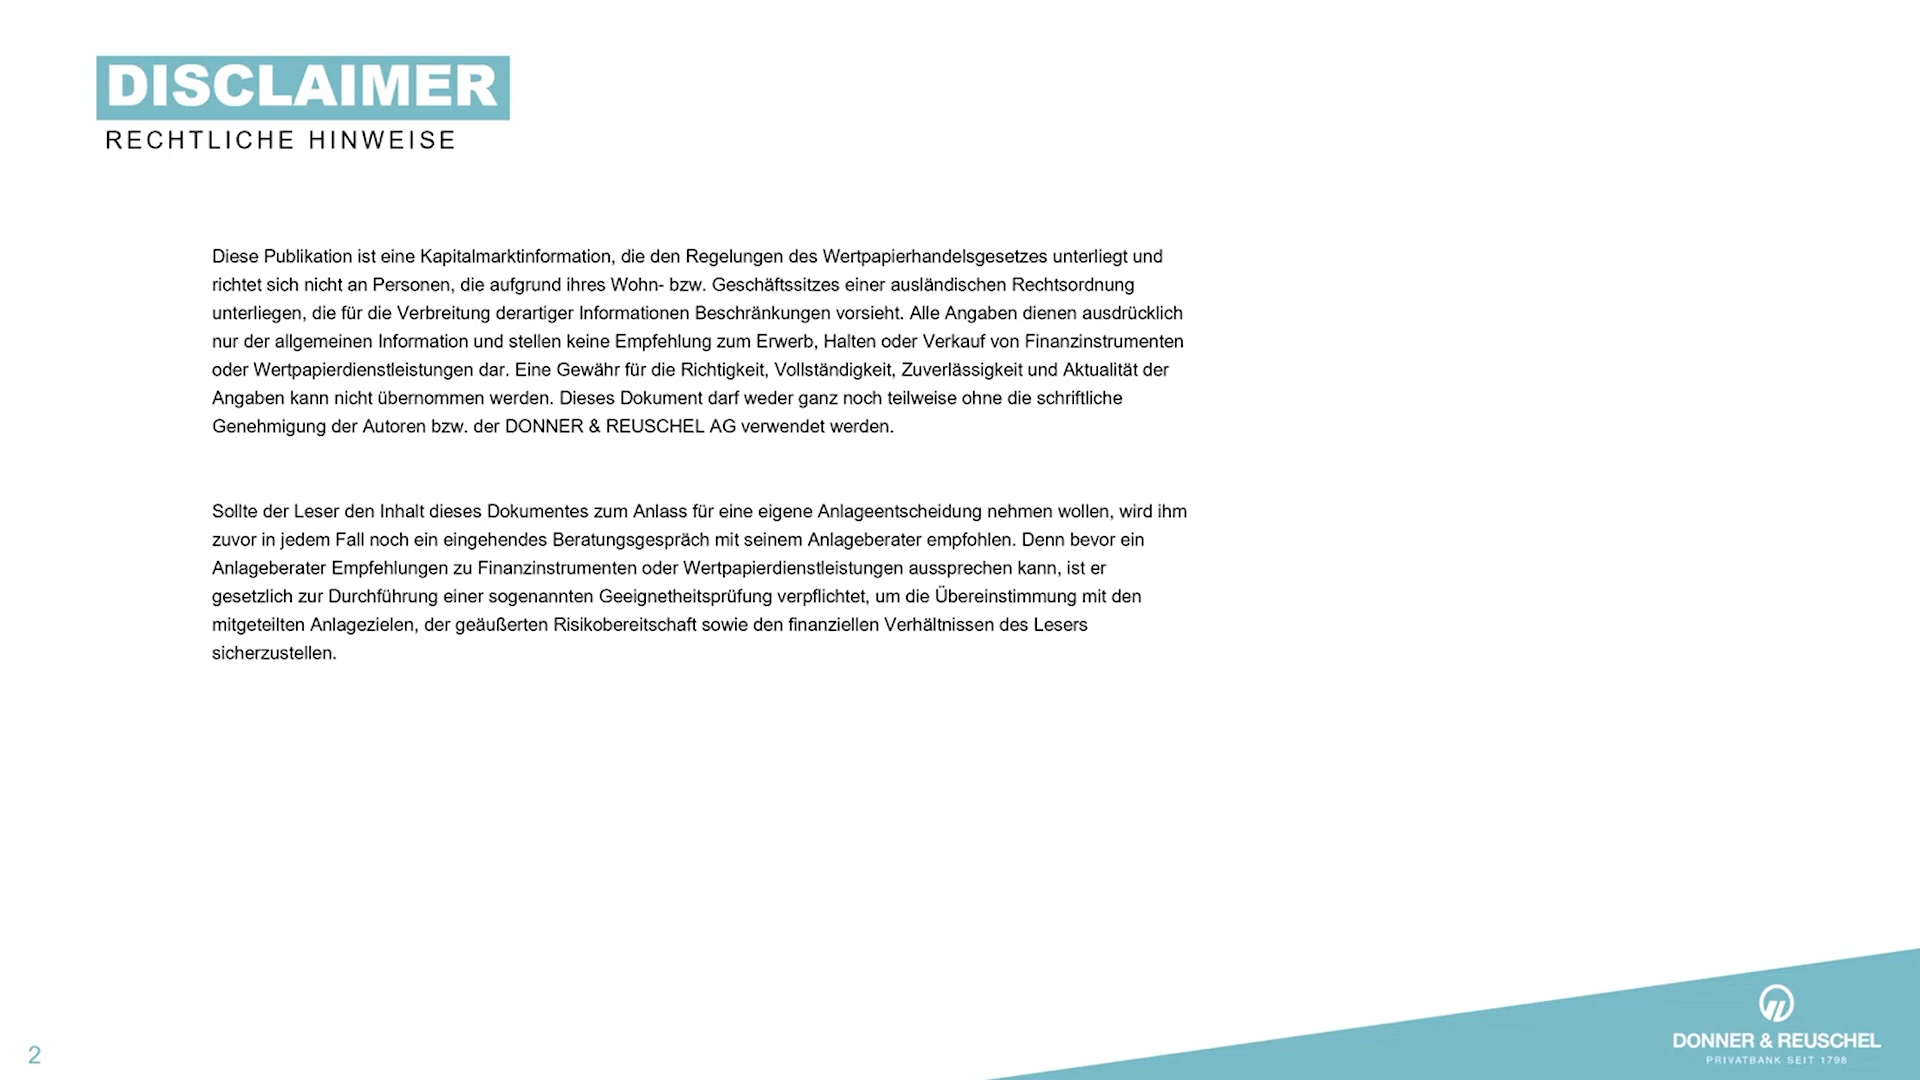 DISCLAIMER
RECHTLICHE HINWEISE
Diese Publikation ist eine Kapitalmarktinformation, die den Regelungen des Wertpapierhandelsgesetzes unterliegt und
richtet sich nicht an Personen, die aufgrund ihres Wohn- bzw. Geschäftssitzes einer ausländischen Rechtsordnung
unterliegen, die für die Verbreitung derartiger Informationen Beschränkungen vorsieht. Alle Angaben dienen ausdrücklich
nur der allgemeinen Information und stellen keine Empfehlung zum Erwerb, Halten oder Verkauf von Finanzinstrumenten
oder Wertpapierdienstleistungen dar. Eine Gewähr für die Richtigkeit, Vollständigkeit, Zuverlässigkeit und Aktualität der
Angaben kann nicht übernommen werden. Dieses Dokument darf weder ganz noch teilweise ohne die schriftliche
Genehmigung der Autoren bzw. der DONNER & REUSCHEL AG verwendet werden.
Sollte der Leser den Inhalt dieses Dokumentes zum Anlass für eine eigene Anlageentscheidung nehmen wollen, wird ihm
zuvor in jedem Fall noch ein eingehendes Beratungsgespräch mit seinem Anlageberater empfohlen. Denn bevor ein
Anlageberater Empfehlungen zu Finanzinstrumenten oder Wertpapierdienstleistungen aussprechen kann, ist er
gesetzlich zur Durchführung einer sogenannten Geeignetheitsprüfung verpflichtet, um die Übereinstimmung mit den
mitgeteilten Anlagezielen, der geäußerten Risikobereitschaft sowie den finanziellen Verhältnissen des Lesers
sicherzustellen.
2
DONNER & REUSCHEL
PRIVATBANK SEIT 1798